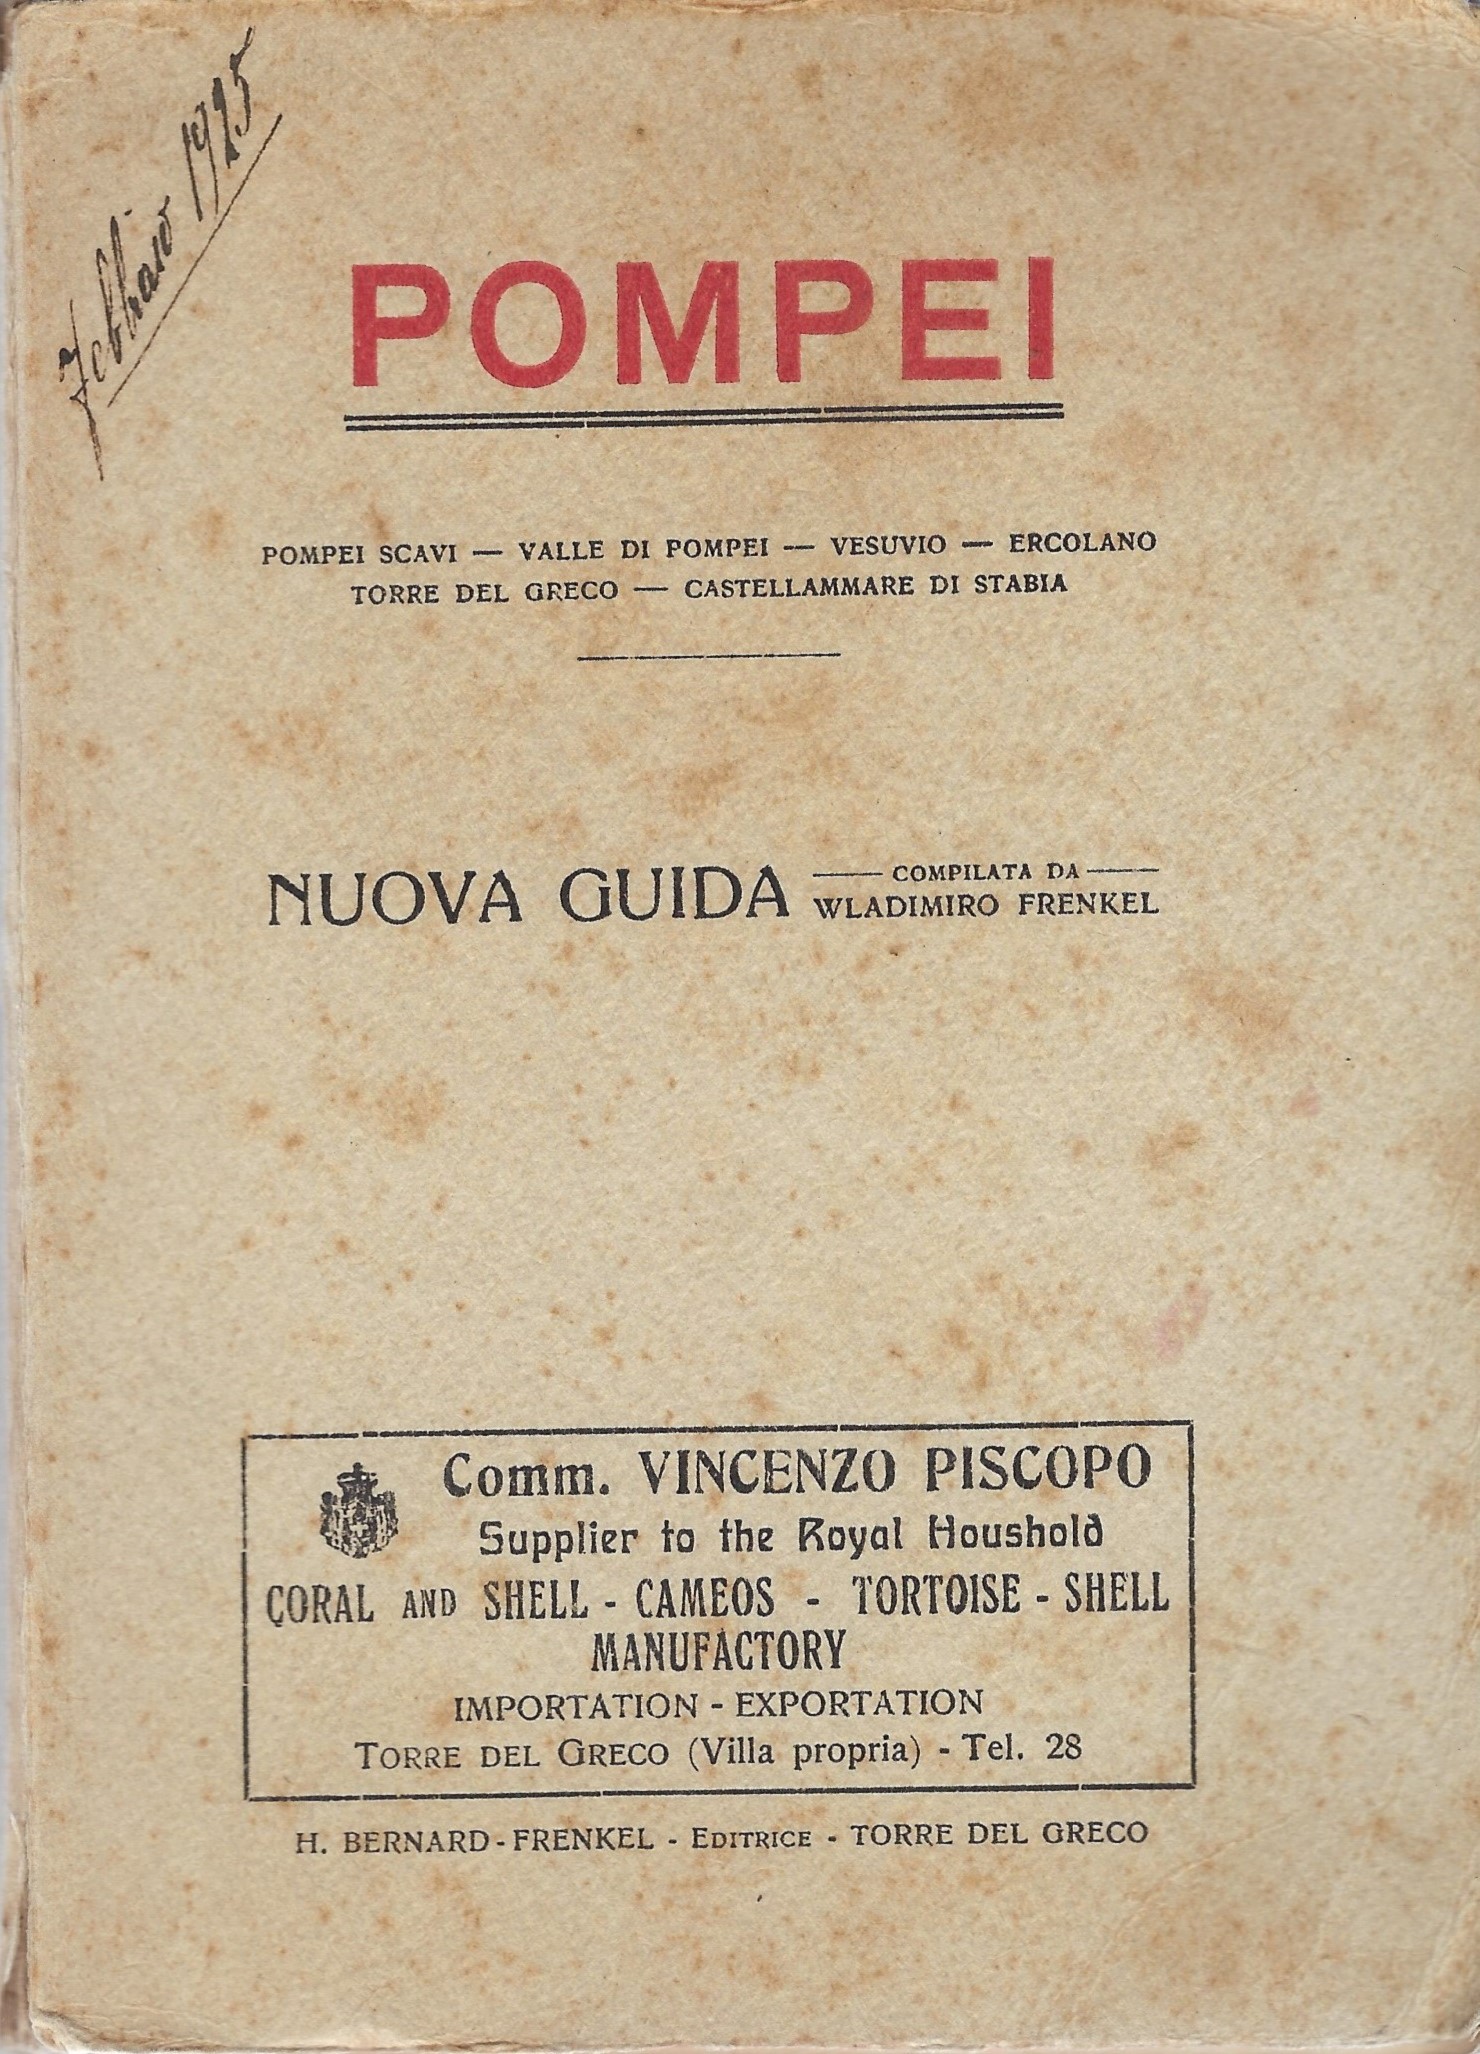 Febbraio 1925
POMPEI
POMPEI SCAVI — VALLE DI POMPEI — VESUVIO — ERCOLANO
TORRE DEL GRECO — CASTELLAMMARE DI STABIA
NUOVA GUIDA
COMPILATA DA
WLADIMIRO FRENKEL
Comm. VINCENZO PISCOPO
Supplier to the Royal Houshold
CORAL AND SHELL - CAMEOS - TORTOISE - SHELL
MANUFACTORY
IMPORTATION - EXPORTATION
TORRE DEL GRECO (Villa propria) - Tel. 28
H. BERNARD-FRENKEL - EDITRICE - TORRE DEL GRECO